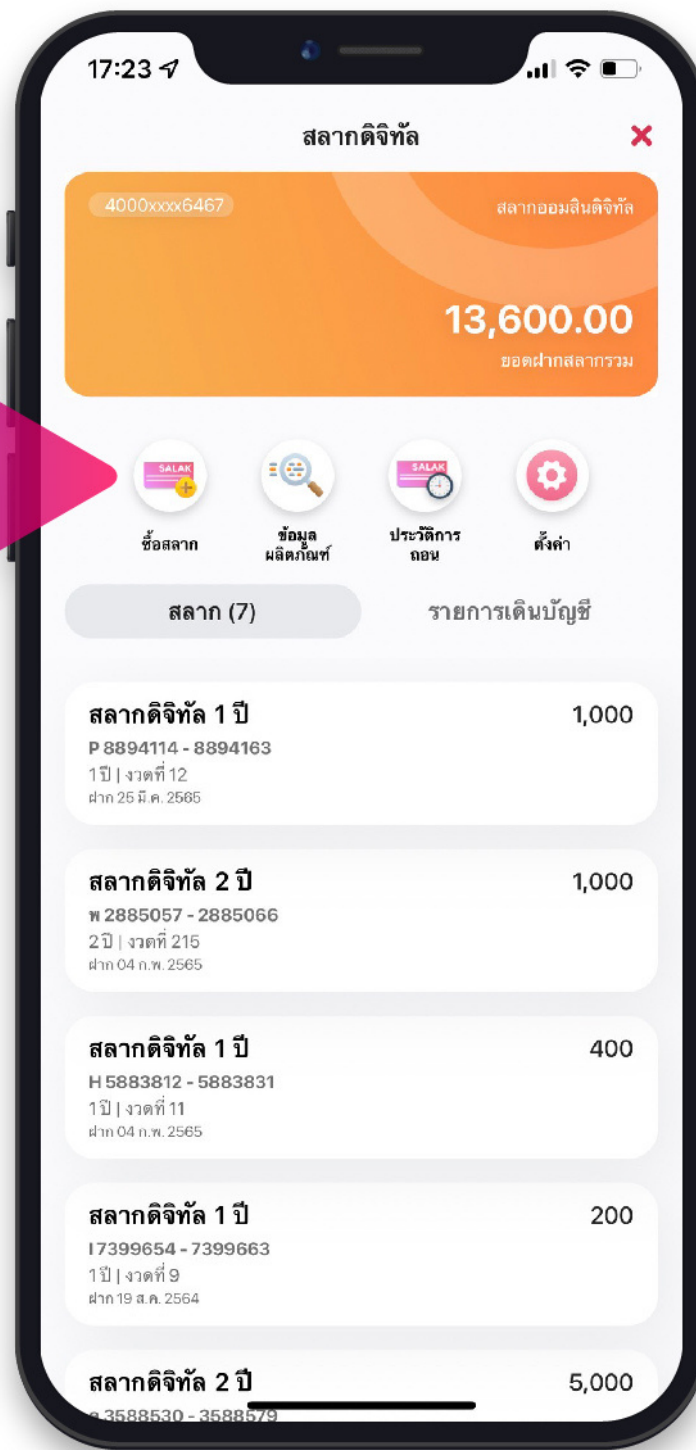 17:23
สลากดิจิทัล
4000xxxx6467
สลากออมสินดิจิทัล
13,600.00
ยอดฝากสลากรวม
SALAK
SALAK
ซื้อสลาก
ข้อมูล
ผลิตภัณฑ์
ประวัติการ
ถอน
ตั้งค่า
สลาก (7)
รายการเดินบัญชี
สลากดิจิทัล 1 ปี 1,000
P 8894114 - 8894163
1 ปี | งวดที่ 12
ฝาก 25 มี.ค. 2565
สลากดิจิทัล 2 ปี 1,000
พ 2885057 - 2885066
2 ปี | งวดที่ 215
ฝาก 04 ก.พ. 2565
สลากดิจิทัล 1 ปี 400
H 5883812 - 5883831
1 ปี | งวดที่ 11
ฝาก 04 ก.พ. 2565
สลากดิจิทัล 1 ปี 200
I 7399654 - 7399663
1 ปี | งวดที่ 9
ฝาก 19 ส.ค. 2564
สลากดิจิทัล 2 ปี 5,000
3588530 - 3588579